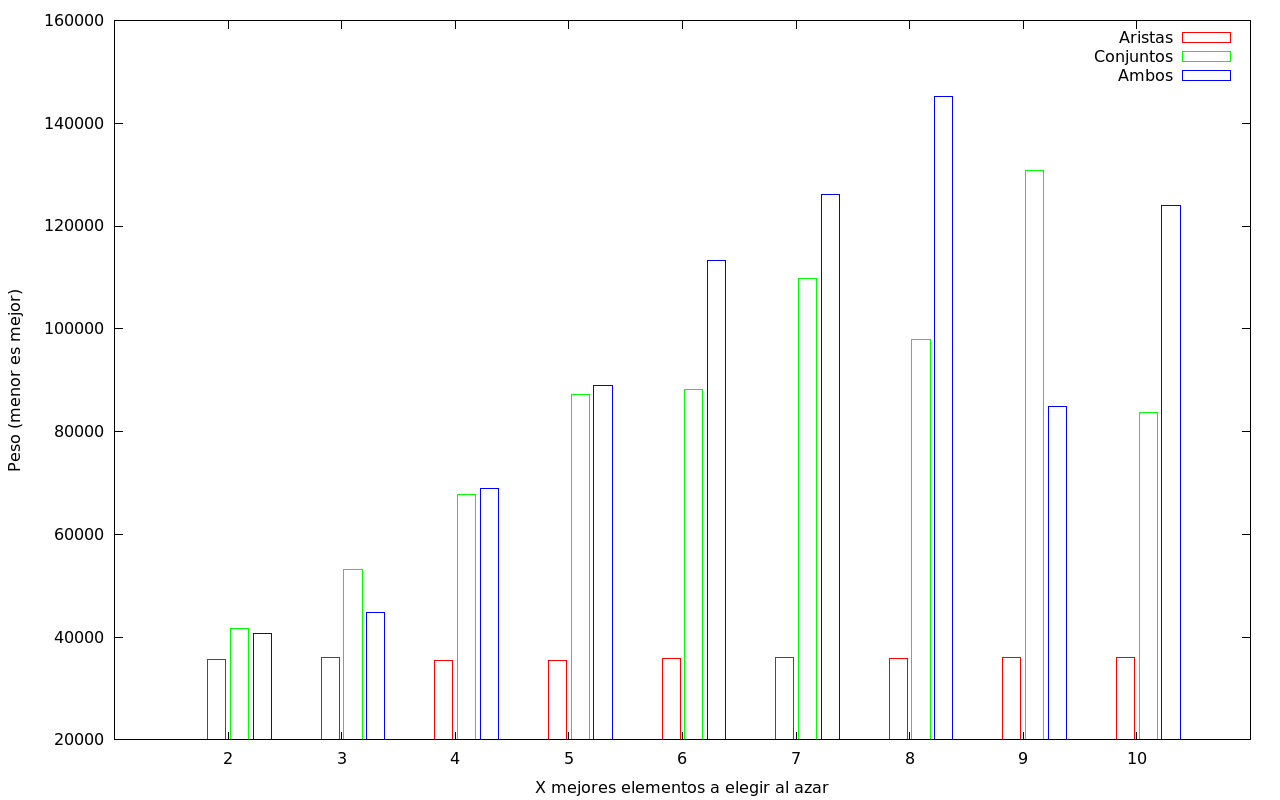 160000
140000
120000
100000
80000
60000
40000
20000
Peso (menor es mejor)
Aristas
Conjuntos
Ambos
2 3 4 5 6 7 8 9 10
X mejores elementos a elegir al azar